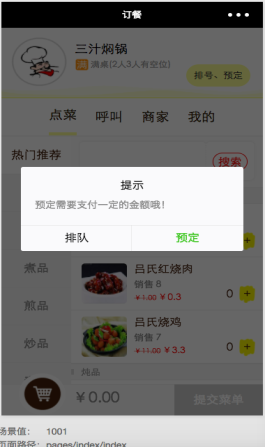 订餐
三汁焖锅
满 满桌(2人3人有空位)
排号、预定
点菜 呼叫 商家 我的
热门推荐
搜索
提示
预定需要支付一定的金额哦！
排队 预定
煮品
吕氏红烧肉
销售 8
￥1.00 ￥0.3
0 +
煎品
吕氏烧鸡
销售 7
￥11.00 ￥3.3
0 +
炒品
炖品
￥0.00
提交菜单
场景值： 1001
页面路径： pages/index/index